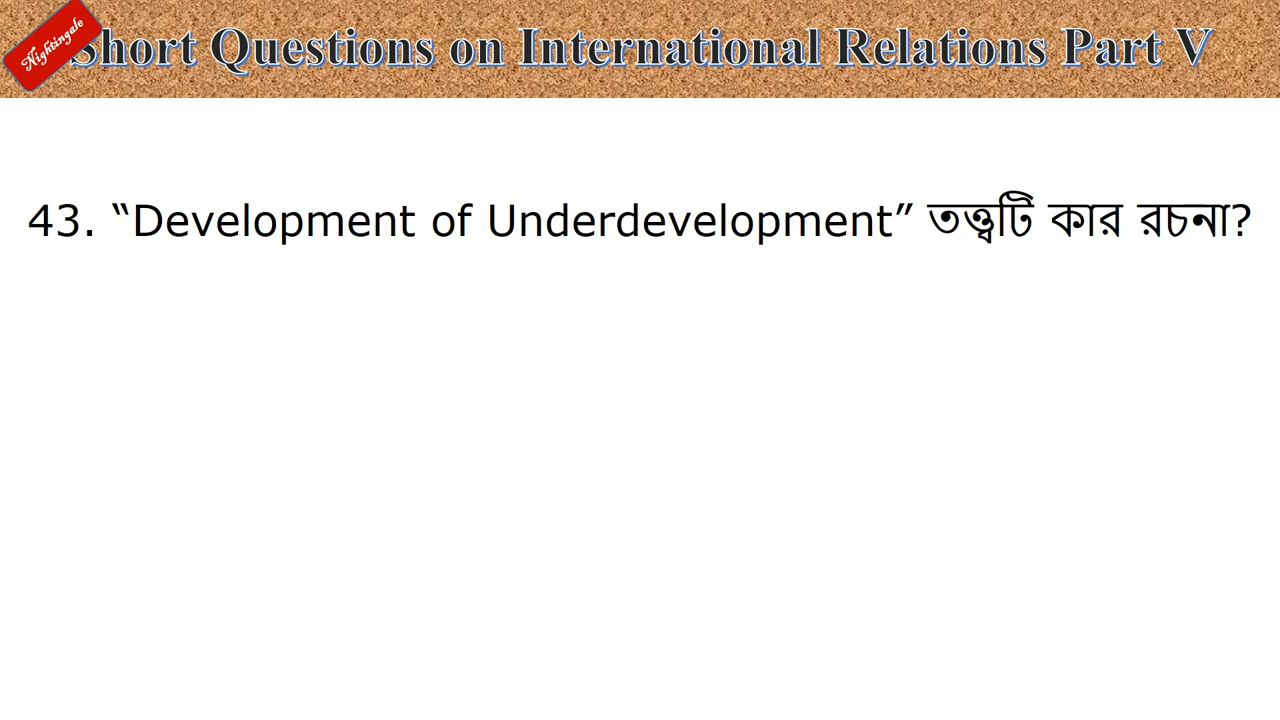 Nightingale
Short Questions on International Relations Part V
43. “Development of Underdevelopment” তত্ত্বটি কার রচনা?